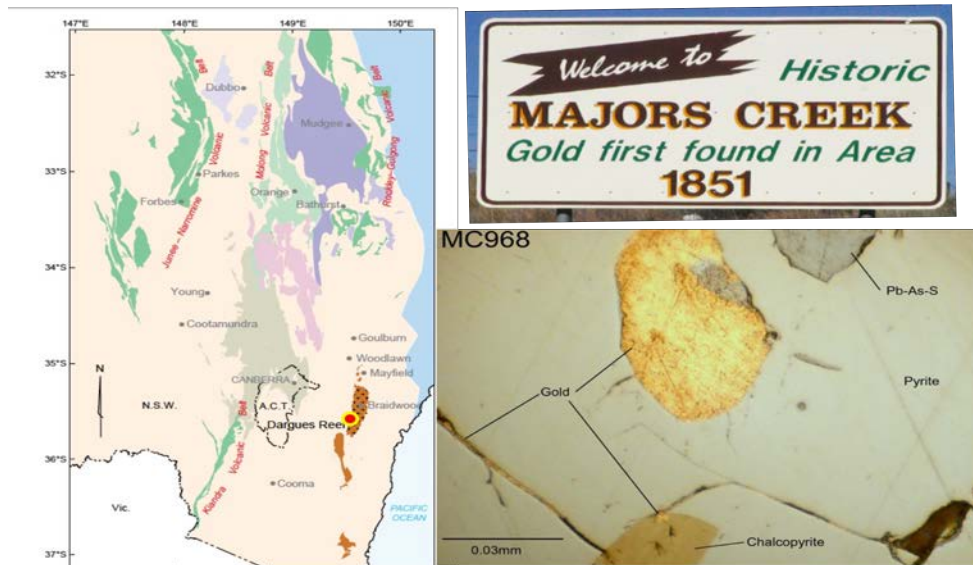 147°E
148°E
149°E
150°E
32°S
33°S
34°S
35°S
36°S
37°S
Dubbo
Mudgee
Parkes
Forbes
Orange
Bathurst
Young
Cootamundra
Goulburn
Woodlawn
Mayfield
CANBERRA
A.C.T.
Braidwood
Dargues Reef
N
N.S.W.
Vic.
Cooma
PACIFIC
OCEAN
Junee – Narromine Volcanic Belt
Molong Volcanic Belt
Rockley–Gulgong Volcanic Belt
Kiandra Volcanic Belt
Welcome to
Historic
MAJORS CREEK
Gold first found in Area
1851
MC968
Pb-As-S
Gold
Pyrite
0.03mm
Chalcopyrite